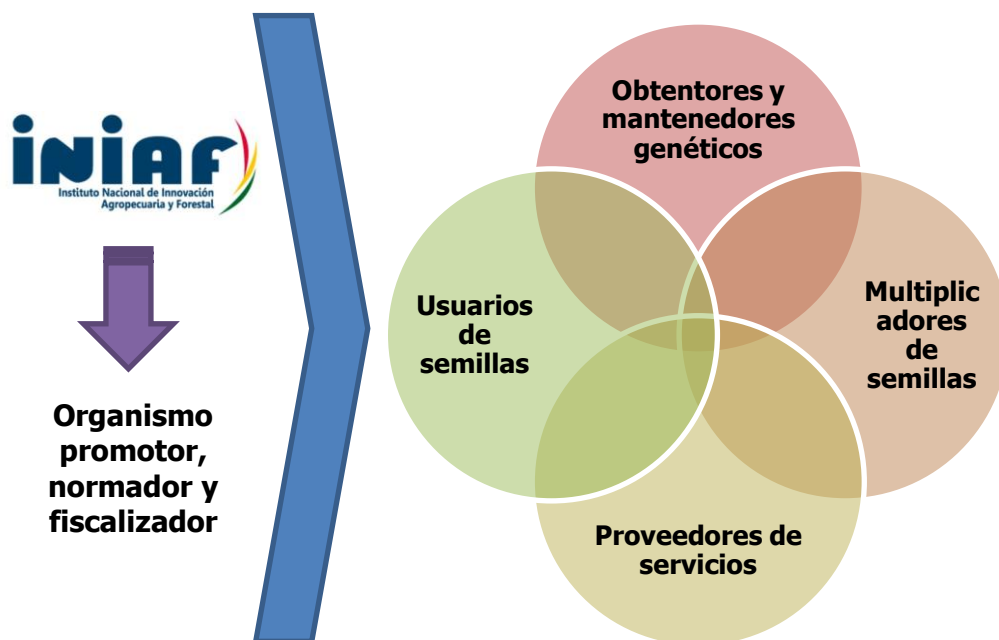 iNiAF
Instituto Nacional de Innovación
Agropecuaria y Forestal
Organismo
promotor,
normador y
fiscalizador
Obtentores y
mantenedores
genéticos
Usuarios
de
semillas
Multiplic
adores
de
semillas
Proveedores de
servicios